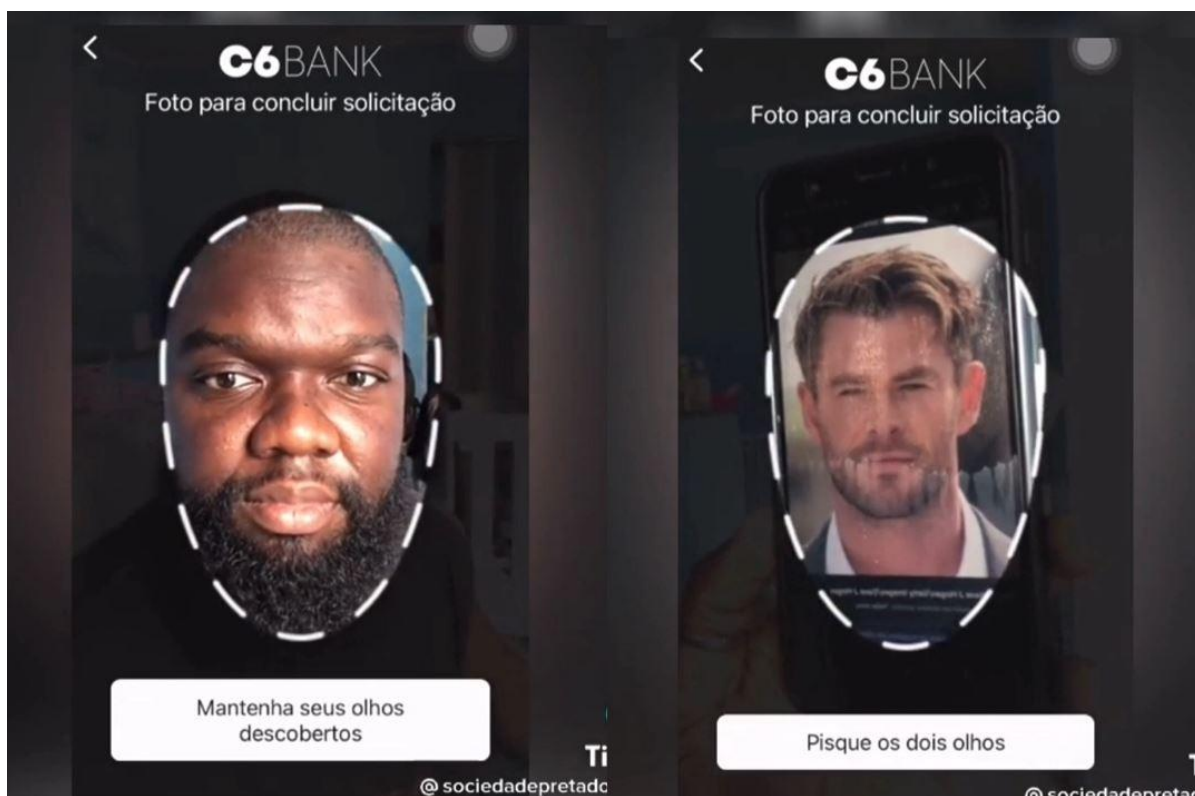 C6BANK
Foto para concluir solicitação
Mantenha seus olhos
descobertos
@sociedadepretado
C6BANK
Foto para concluir solicitação
Pisque os dois olhos